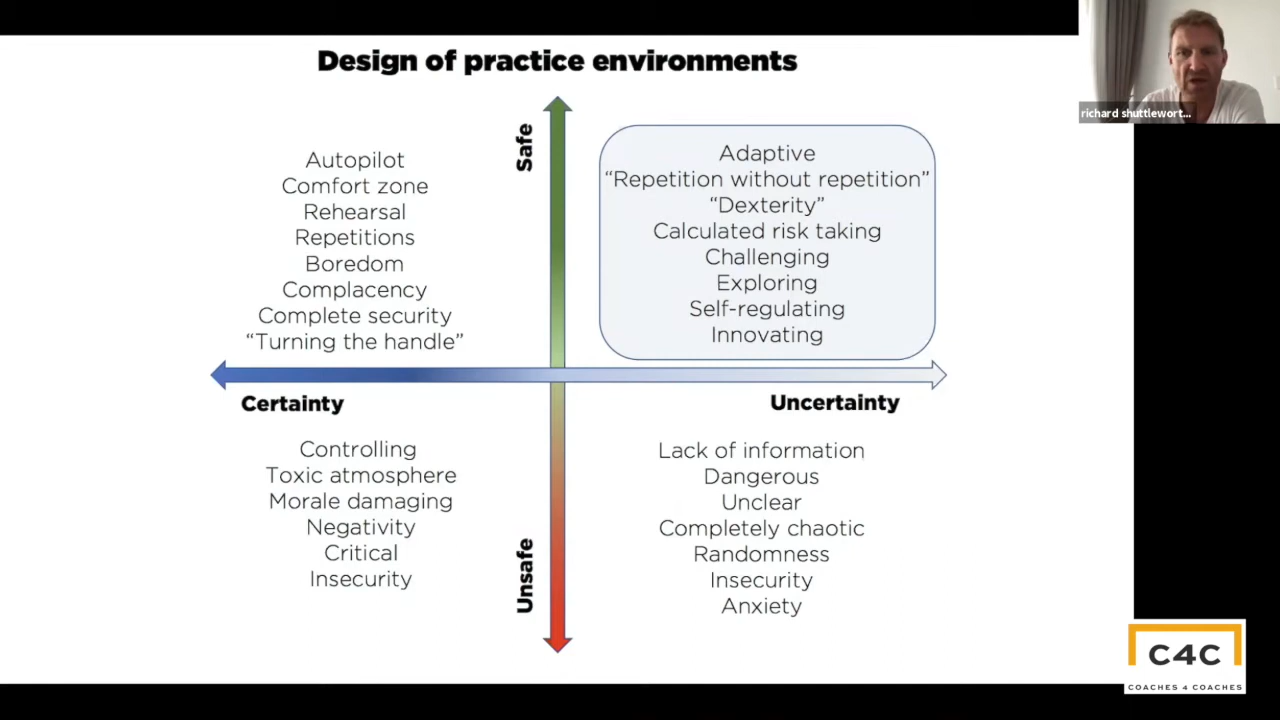 Design of practice environments
richard shuttlewort...
Safe
Autopilot
Comfort zone
Rehearsal
Repetitions
Boredom
Complacency
Complete security
“Turning the handle”
Adaptive
“Repetition without repetition”
“Dexterity”
Calculated risk taking
Challenging
Exploring
Self-regulating
Innovating
Certainty
Uncertainty
Controlling
Toxic atmosphere
Morale damaging
Negativity
Critical
Insecurity
Unsafe
Lack of information
Dangerous
Unclear
Completely chaotic
Randomness
Insecurity
Anxiety
C4C
COACHES 4 COACHES